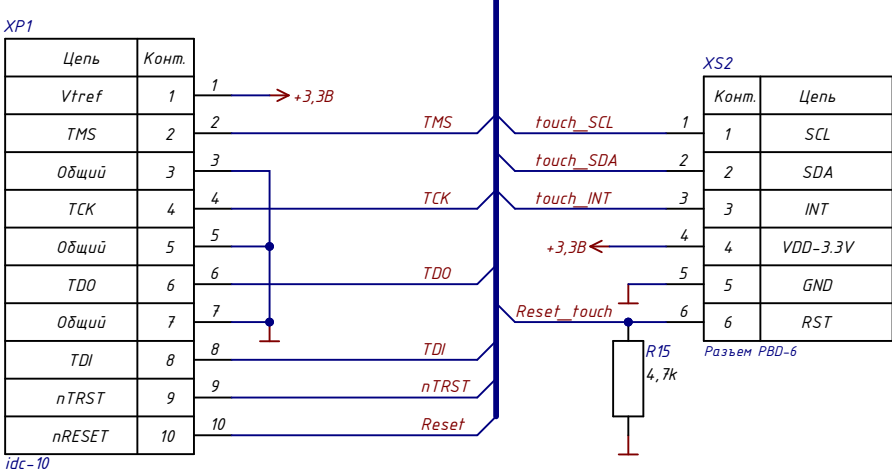 XP1
Цепь Конт.
Vtref 1 1 +3,3В
TMS 2 2 TMS
Общий 3 3
TCK 4 4 TCK
Общий 5 5
TDO 6 6 TDO
Общий 7 7
TDI 8 8 TDI
nTRST 9 9 nTRST
nRESET 10 10 Reset
idc-10
XS2
Конт. Цепь
touch_SCL 1 1 SCL
touch_SDA 2 2 SDA
touch_INT 3 3 INT
+3,3В 4 4 VDD-3.3V
5 5 GND
Reset_touch 6 6 RST
Разъем PBD-6
R15
4,7k